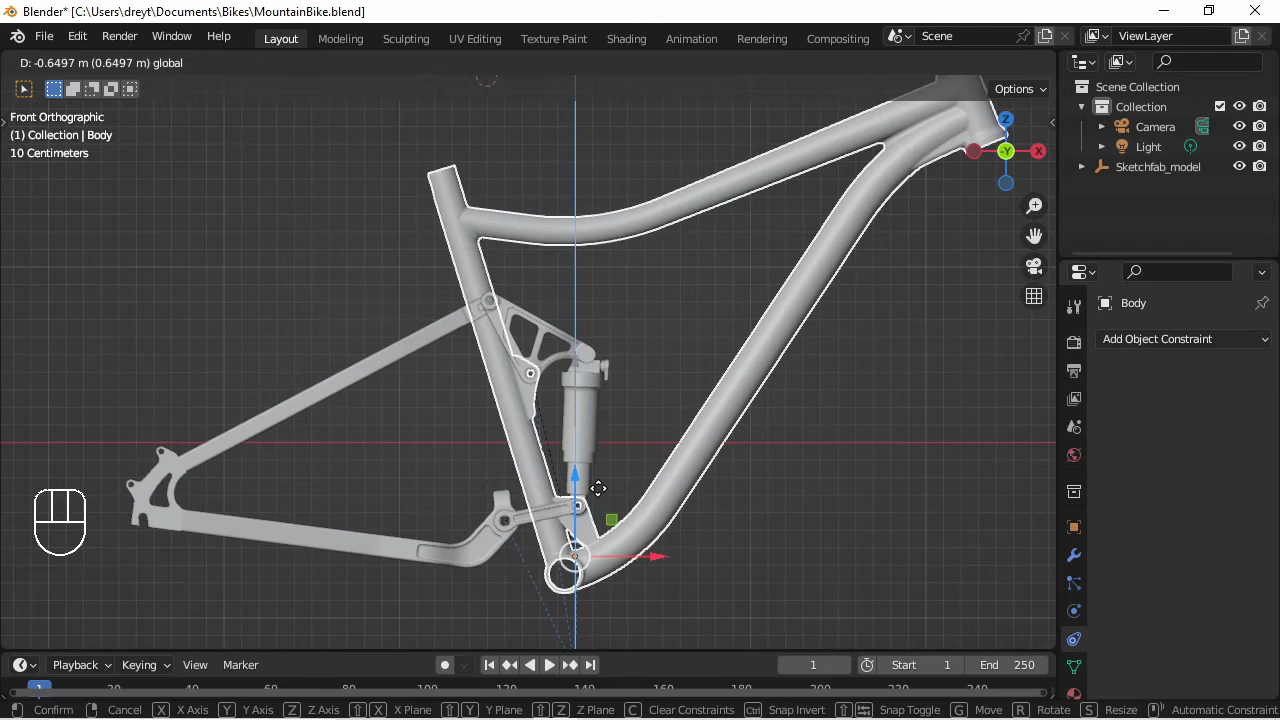 Blender* [C:\Users\dreyt\Documents\Bikes\MountainBike.blend]
File Edit Render Window Help Layout Modeling Sculpting UV Editing Texture Paint Shading Animation Rendering Compositing Scene ViewLayer
D: -0.6497 m (0.6497 m) global
Options
Front Orthographic
(1) Collection | Body
10 Centimeters
Z
-Y
X
Scene Collection
Collection
Camera
Light
Sketchfab_model
Body
Add Object Constraint
Playback Keying View Marker 1 Start 1 End 250
1 20 40 60 80 100 120 140 160 180 200 220 240
Confirm Cancel X X Axis Y Y Axis Z Z Axis X X Plane Y Y Plane Z Z Plane C Clear Constraints Ctrl Snap Invert Snap Toggle G Move R Rotate S Resize Automatic Constraint